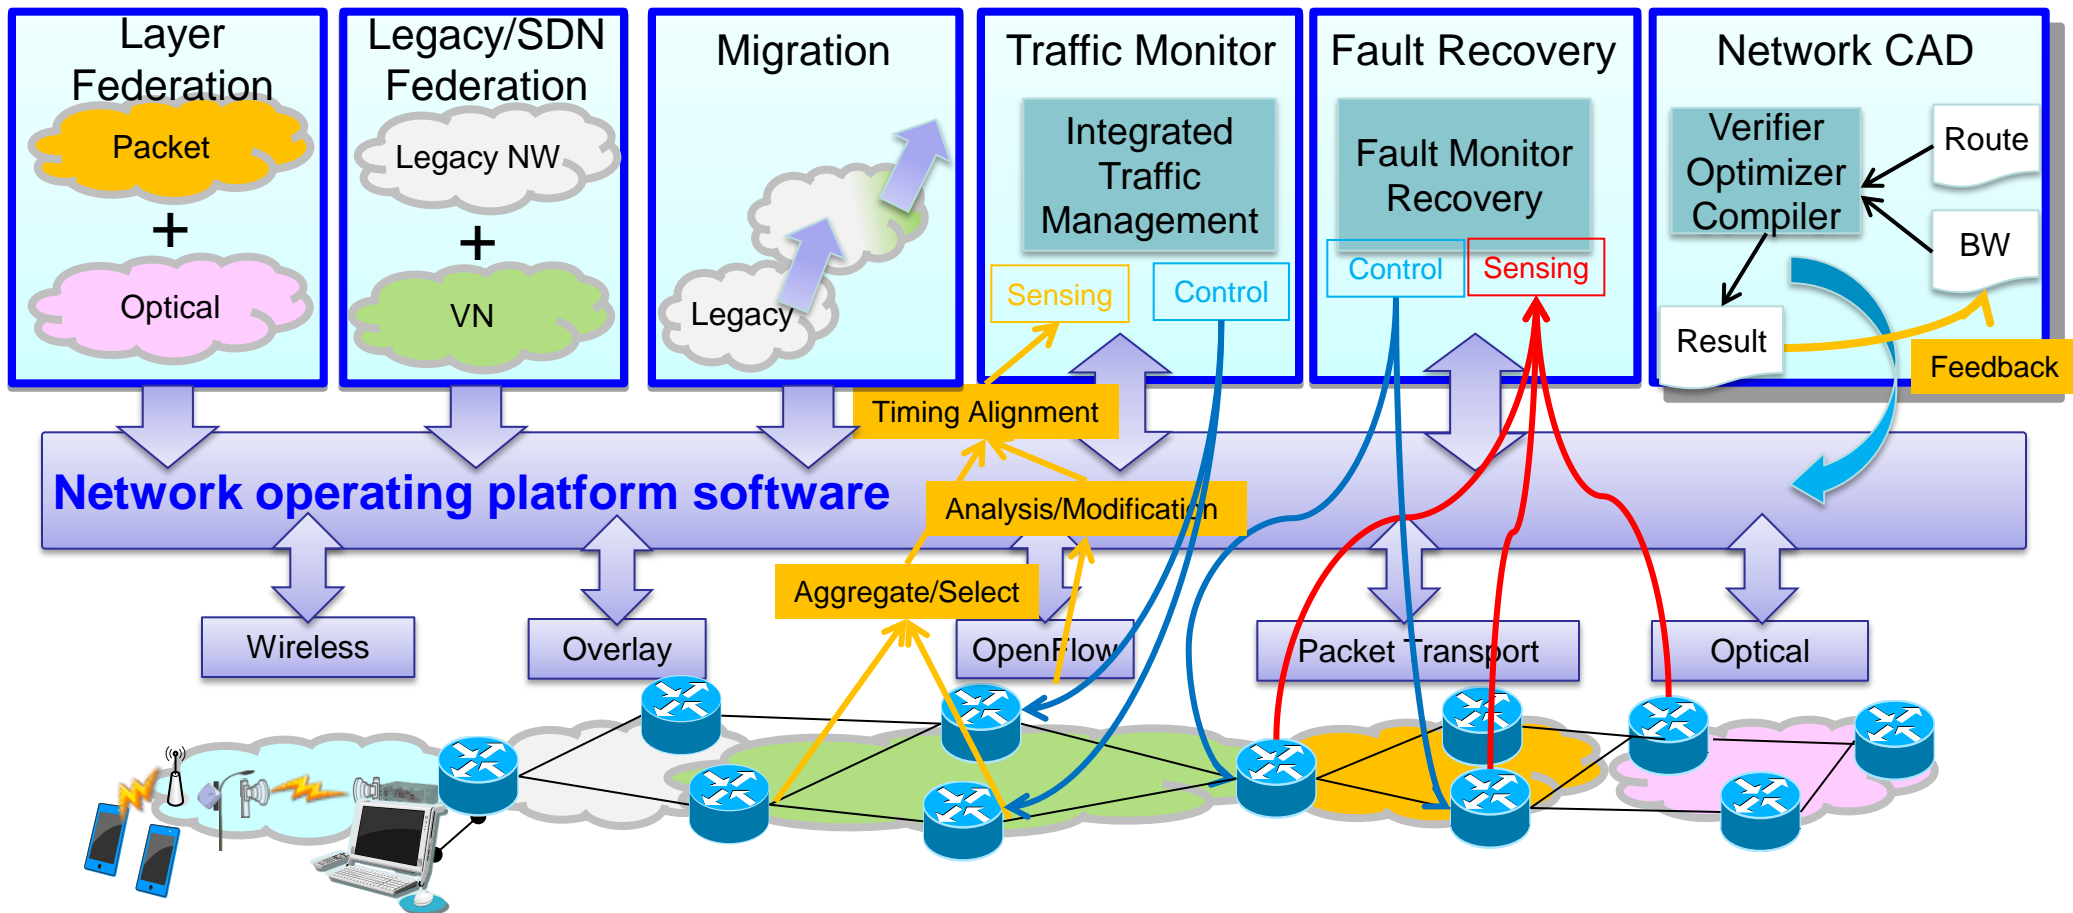 Layer
Federation
Packet
+
Optical
Legacy/SDN
Federation
Legacy NW
+
VN
Migration
Legacy
Traffic Monitor
Integrated
Traffic
Management
Sensing
Control
Fault Recovery
Fault Monitor
Recovery
Control
Sensing
Network CAD
Verifier
Optimizer
Compiler
Route
BW
Result
Feedback
Timing Alignment
Network operating platform software
Analysis/Modification
Aggregate/Select
Wireless
Overlay
OpenFlow
Packet Transport
Optical